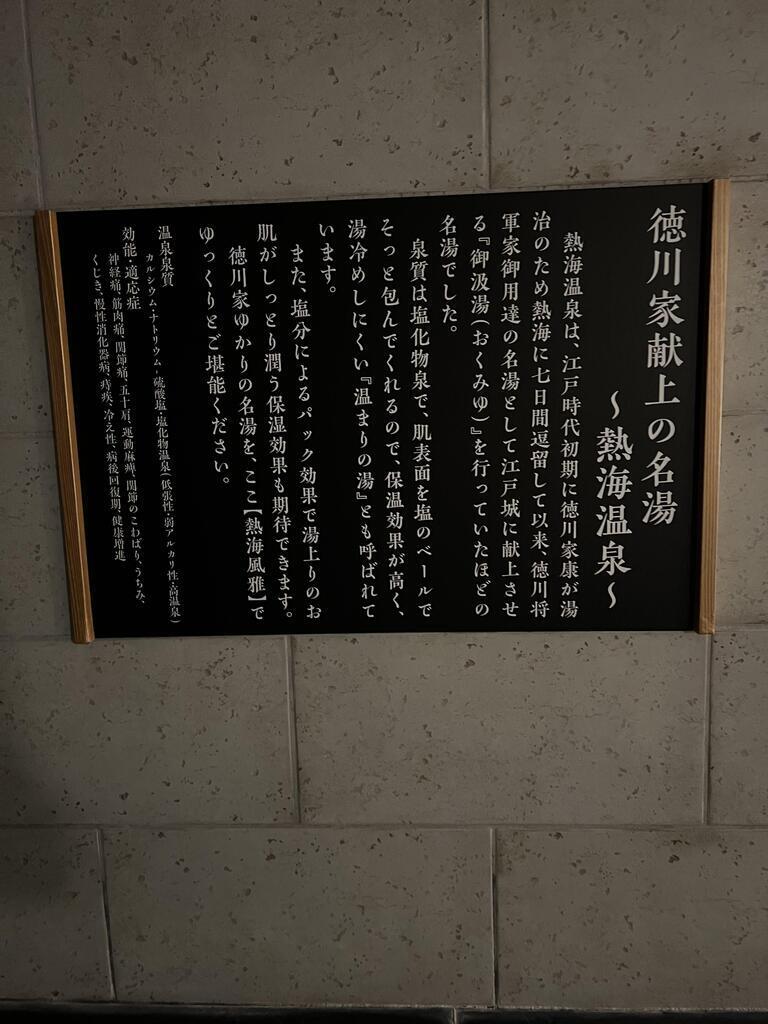 徳川家献上の名湯
～熱海温泉～
熱海温泉は、江戸時代初期に徳川家康が湯
治のため熱海に七日間逗留して以来、徳川将
軍家御用達の名湯として江戸城に献上させ
る『御汲湯(おくみゆ)』を行っていたほどの
名湯でした。
泉質は塩化物泉で、肌表面を塩のベールで
そっと包んでくれるので、保温効果が高く、
湯冷めしにくい『温まりの湯』とも呼ばれて
います。
また、塩分によるパック効果で湯上りのお
肌がしっとり潤う保湿効果も期待できます。
徳川家ゆかりの名湯を、ここ【熱海風雅】で
ゆっくりとご堪能ください。
温泉泉質
カルシウム・ナトリウム・硫酸塩・塩化物温泉(低張性・弱アルカリ性・高温泉)
効能・適応症
神経痛、筋肉痛、関節痛、五十肩、運動麻痺、関節のこわばり、うちみ、
くじき、慢性消化器病、痔疾、冷え性、病後回復期、健康増進